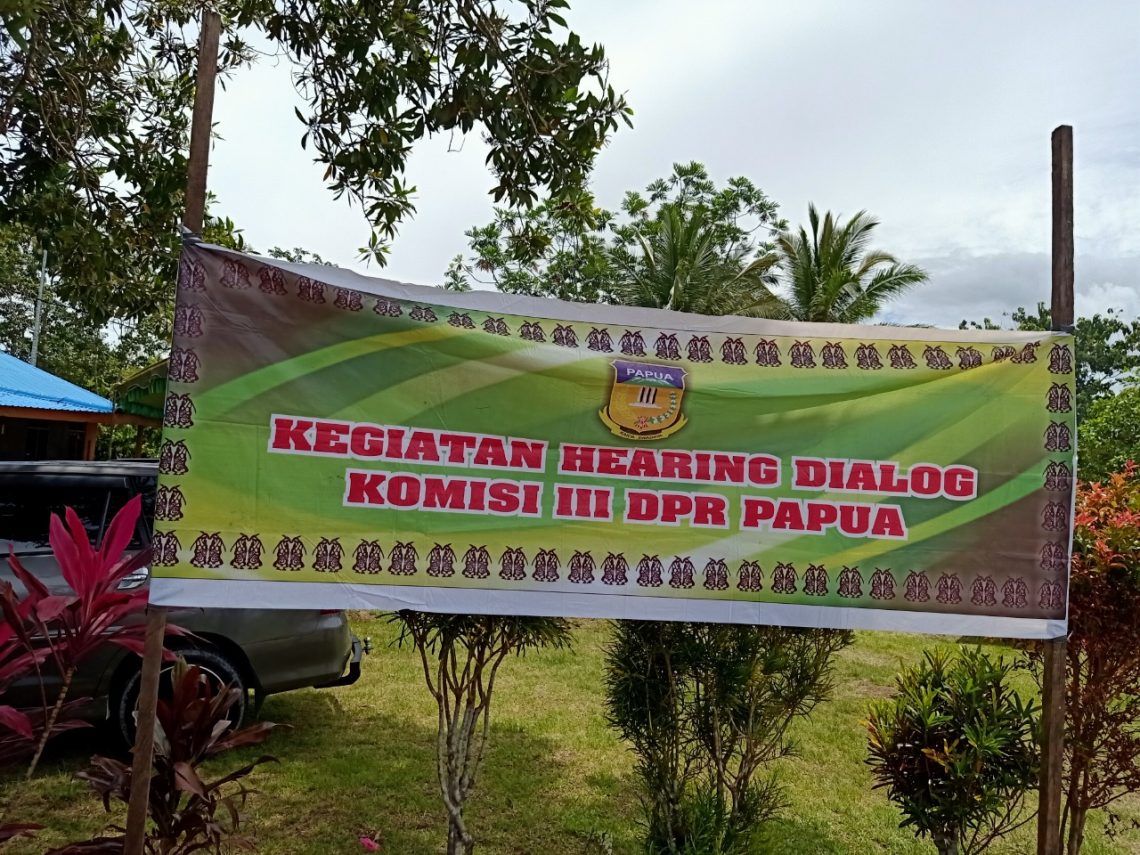 PAPUA
KEGIATAN HEARING DIALOG
KOMISI III DPR PAPUA